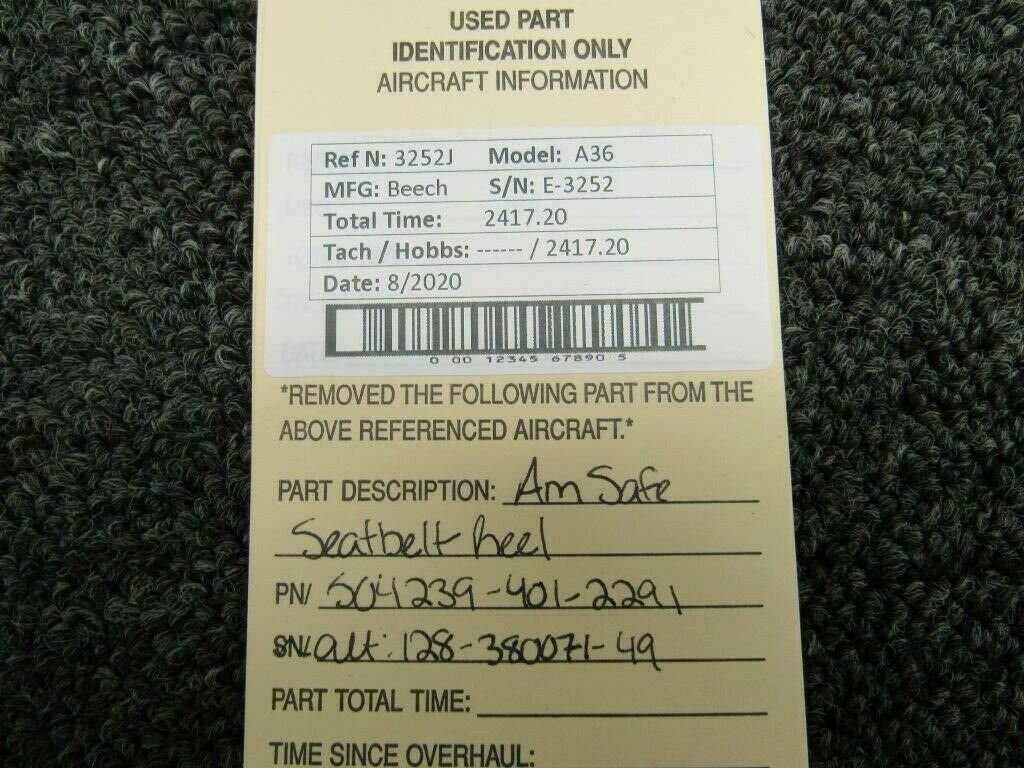 USED PART
IDENTIFICATION ONLY
AIRCRAFT INFORMATION
Ref N: 3252J Model: A36
MFG: Beech S/N: E-3252
Total Time: 2417.20
Tach / Hobbs: ------ / 2417.20
Date: 8/2020
0 00 12345 67890 5
*REMOVED THE FOLLOWING PART FROM THE
ABOVE REFERENCED AIRCRAFT.*
PART DESCRIPTION: Am Safe
Seatbelt Reel
PN/ 504239-401-2291
SN/ alt: 128-380071-49
PART TOTAL TIME:
TIME SINCE OVERHAUL: